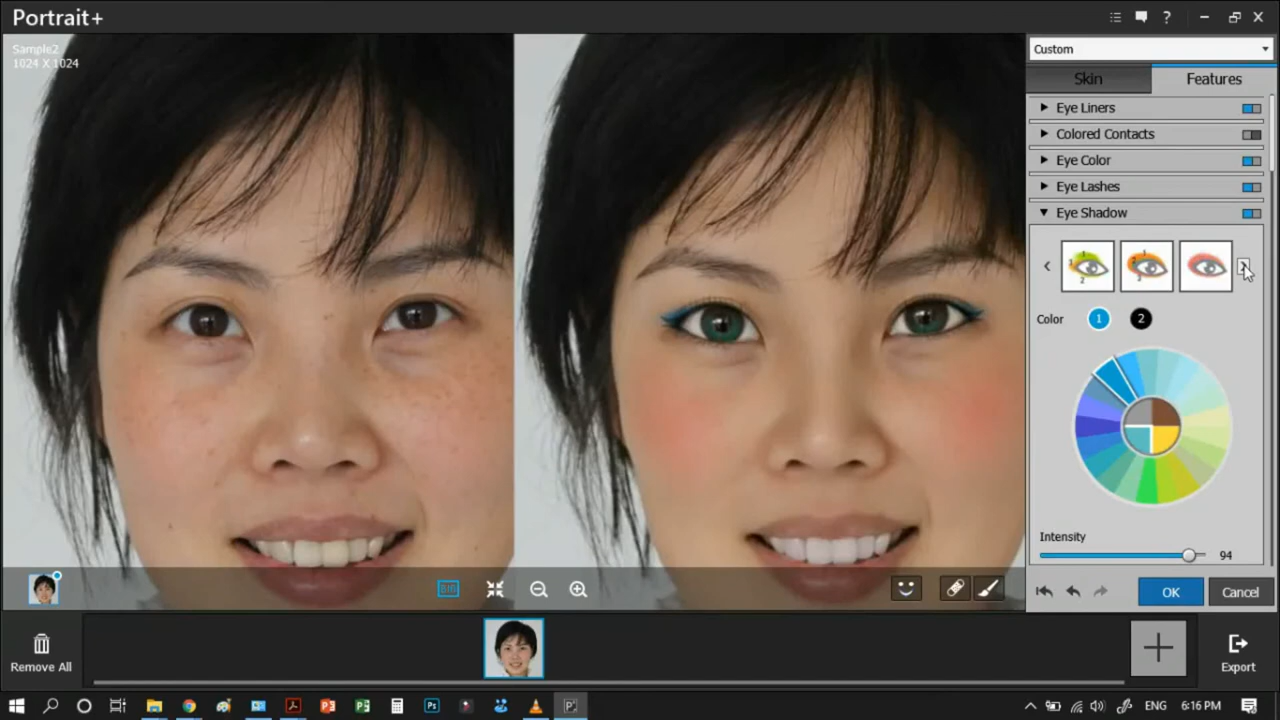 Portrait+
?
Sample2
1024 X 1024
Custom
Skin
Features
Eye Liners
Colored Contacts
Eye Color
Eye Lashes
Eye Shadow
Color 1 2
Intensity
94
OK
Cancel
Remove All
Export
ENG 6:16 PM